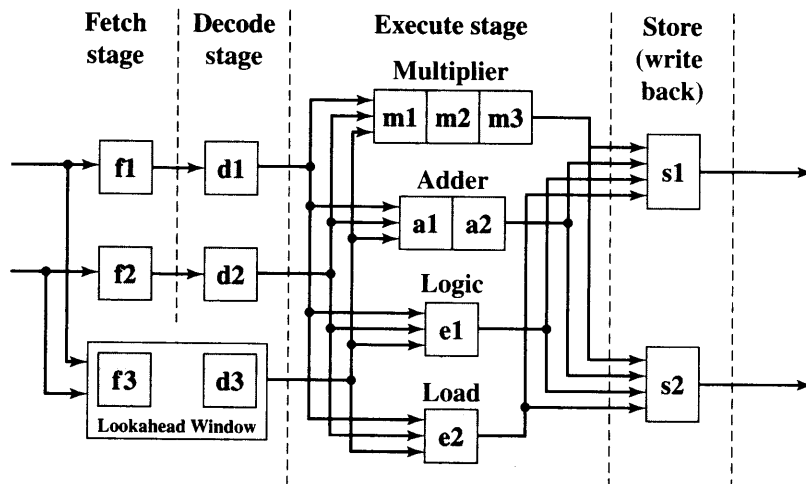 Fetch
stage
Decode
stage
Execute stage
Store
(write
back)
Multiplier
m1 m2 m3
f1
d1
s1
Adder
a1 a2
f2
d2
Logic
e1
f3
d3
Lookahead Window
Load
e2
s2